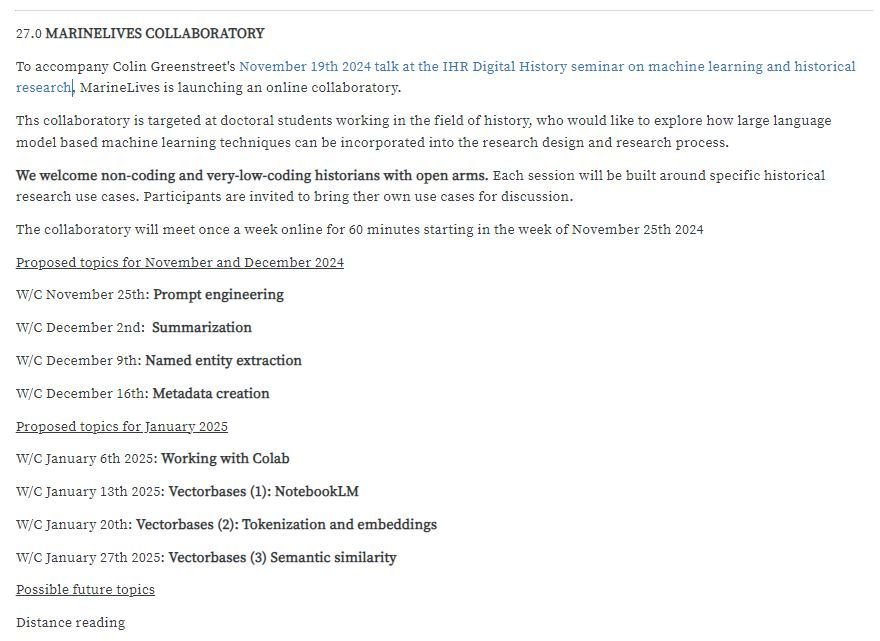 27.0 MARINELIVES COLLABORATORY
To accompany Colin Greenstreet's November 19th 2024 talk at the IHR Digital History seminar on machine learning and historical
research, MarineLives is launching an online collaboratory.
Ths collaboratory is targeted at doctoral students working in the field of history, who would like to explore how large language
model based machine learning techniques can be incorporated into the research design and research process.
We welcome non-coding and very-low-coding historians with open arms. Each session will be built around specific historical
research use cases. Participants are invited to bring ther own use cases for discussion.
The collaboratory will meet once a week online for 60 minutes starting in the week of November 25th 2024
Proposed topics for November and December 2024
W/C November 25th: Prompt engineering
W/C December 2nd: Summarization
W/C December 9th: Named entity extraction
W/C December 16th: Metadata creation
Proposed topics for January 2025
W/C January 6th 2025: Working with Colab
W/C January 13th 2025: Vectorbases (1): NotebookLM
W/C January 20th: Vectorbases (2): Tokenization and embeddings
W/C January 27th 2025: Vectorbases (3) Semantic similarity
Possible future topics
Distance reading